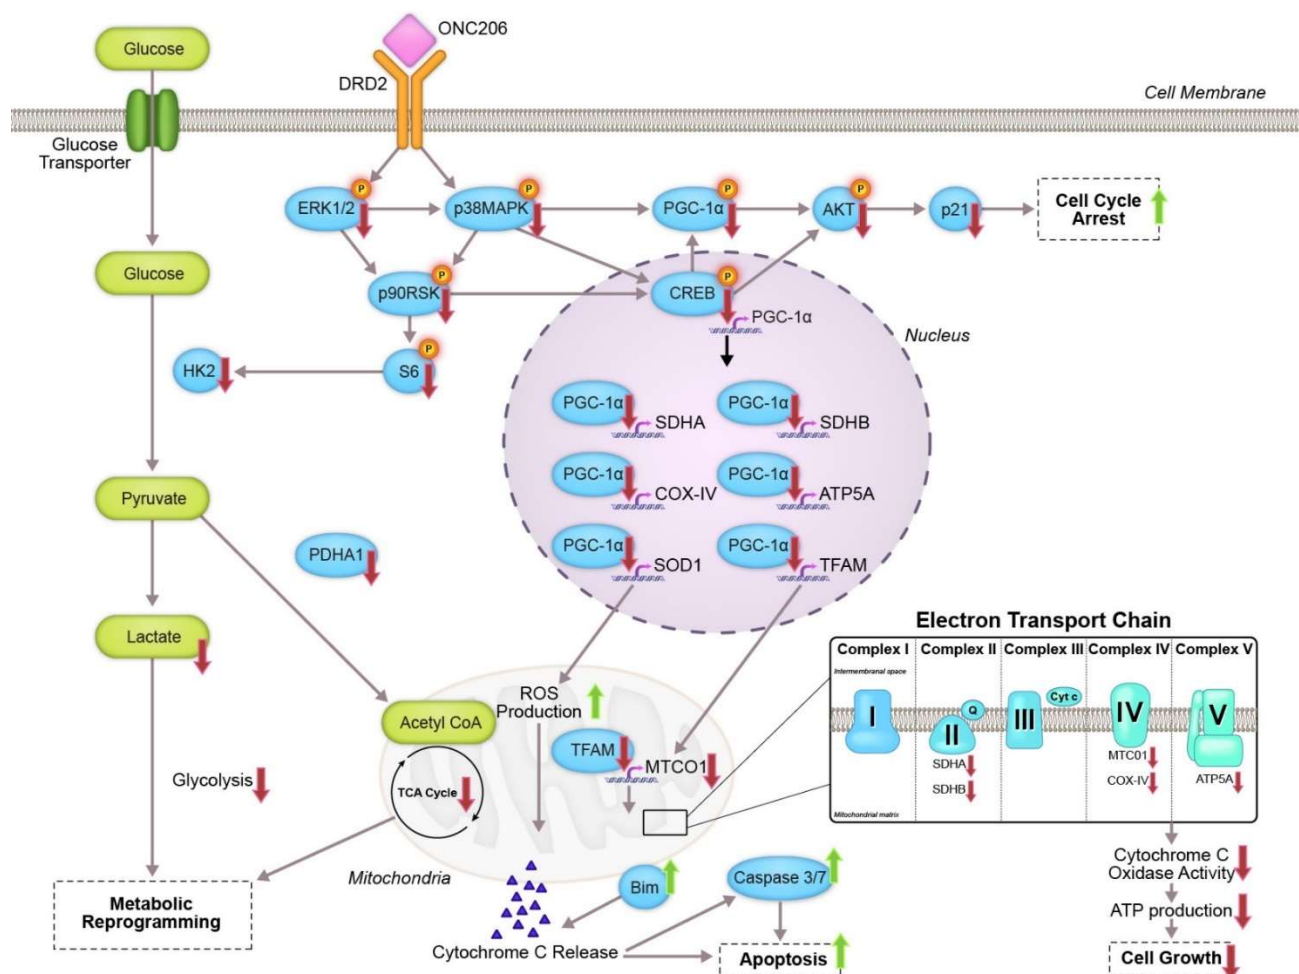 ONC206
Glucose
DRD2
Cell Membrane
Glucose
Transporter
P
P
P
P
ERK1/2
p38MAPK
PGC-1α
AKT
p21
Cell Cycle
Arrest
Glucose
P
P
p90RSK
CREB
PGC-1α
Nucleus
P
HK2
S6
PGC-1α
PGC-1α
SDHA
SDHB
PGC-1α
PGC-1α
Pyruvate
COX-IV
ATP5A
PGC-1α
PGC-1α
PDHA1
SOD1
TFAM
Electron Transport Chain
Lactate
Complex I
Complex II
Complex III
Complex IV
Complex V
Intermembranal space
ROS
Production
Acetyl CoA
Q
Cyt c
I
II
III
IV
V
TFAM
MTCO1
SDHA
MTC01
Glycolysis
TCA Cycle
SDHB
COX-IV
ATP5A
Mitochondrial matrix
Mitochondria
Bim
Caspase 3/7
Cytochrome C
Oxidase Activity
Metabolic
Reprogramming
ATP production
Cytochrome C Release
Apoptosis
Cell Growth